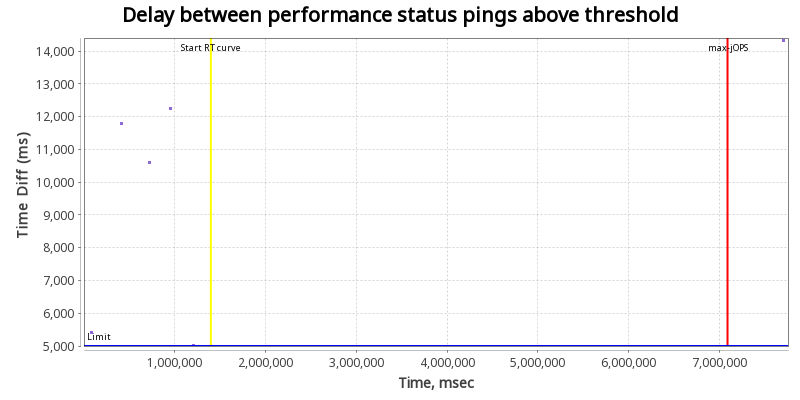 Delay between performance status pings above threshold
Time Diff (ms)
14,000
13,000
12,000
11,000
10,000
9,000
8,000
7,000
6,000
5,000
Start RT curve
max-jOPS
Limit
1,000,000 2,000,000 3,000,000 4,000,000 5,000,000 6,000,000 7,000,000
Time, msec